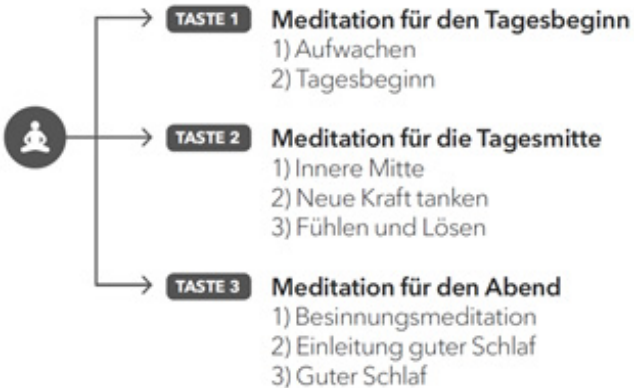 TASTE 1 Meditation für den Tagesbeginn
1) Aufwachen
2) Tagesbeginn
TASTE 2 Meditation für die Tagesmitte
1) Innere Mitte
2) Neue Kraft tanken
3) Fühlen und Lösen
TASTE 3 Meditation für den Abend
1) Besinnungsmeditation
2) Einleitung guter Schlaf
3) Guter Schlaf